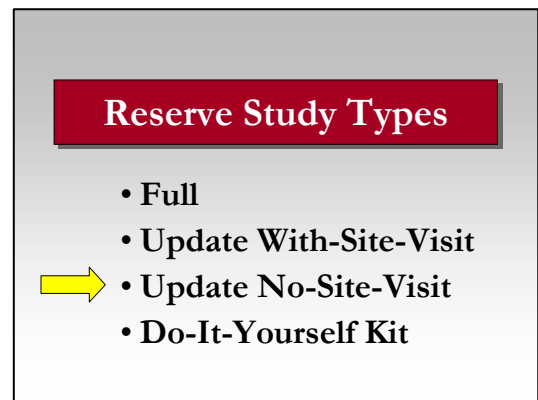 Reserve Study Types
• Full
• Update With-Site-Visit
• Update No-Site-Visit
• Do-It-Yourself Kit